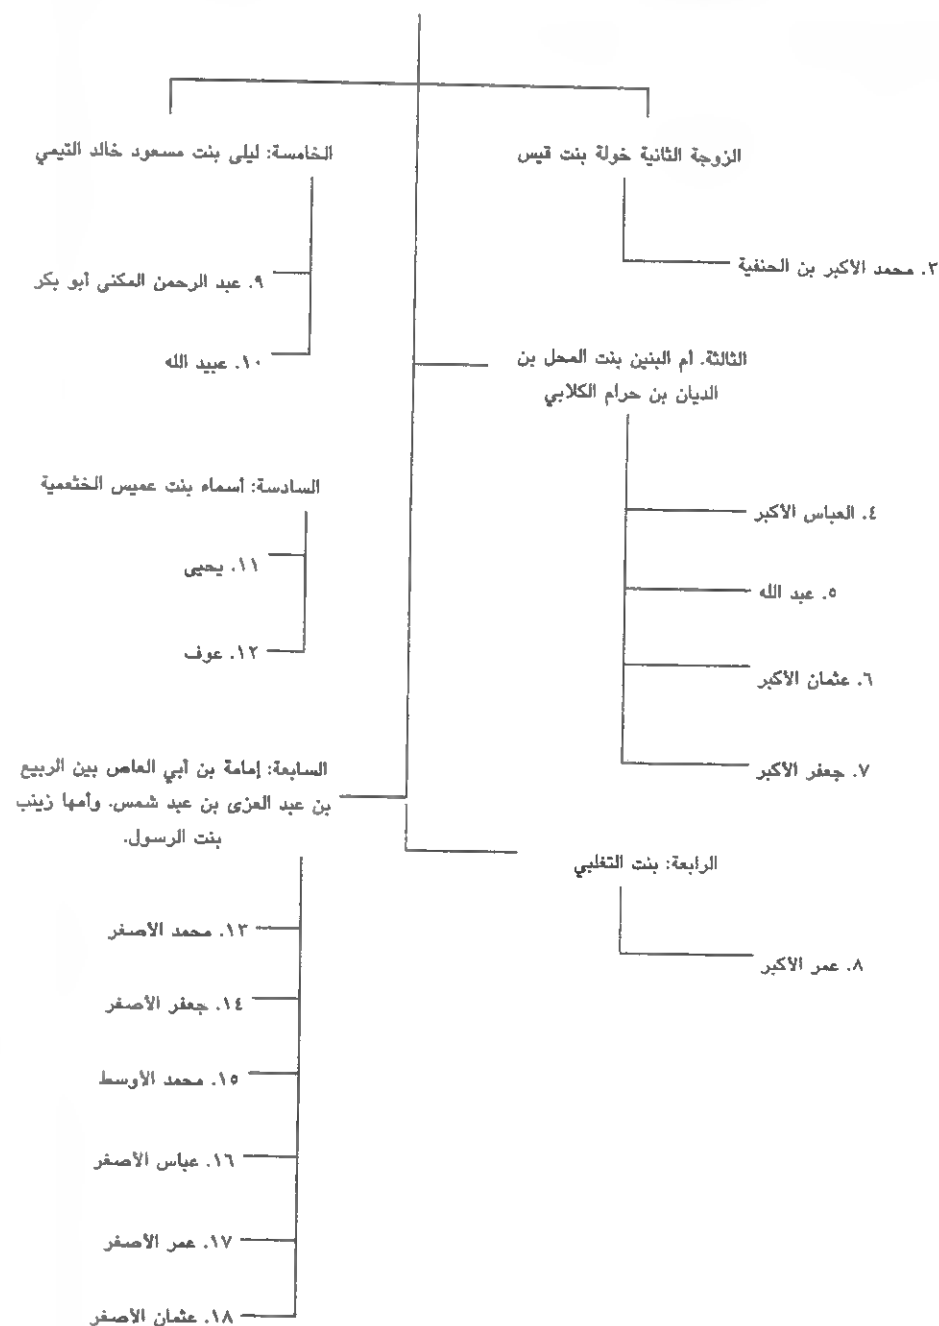 الزوجة الثانية خولة بنت قيس
٣. محمد الأكبر بن الحنفية
الثالثة. أم البنين بنت المحل بن
الديان بن حرام الكلابي
٤. العباس الأكبر
٥. عبد الله
٦. عثمان الأكبر
٧. جعفر الأكبر
الرابعة: بنت التغلبي
٨. عمر الأكبر
الخامسة: ليلى بنت مسعود خالد التيمي
٩. عبد الرحمن المكنى أبو بكر
١٠. عبيد الله
السادسة: أسماء بنت عميس الخثعمية
١١. يحيى
١٢. عوف
السابعة: إمامة بن أبي العاص بين الربيع
بن عبد العزى بن عبد شمس. وأمها زينب
بنت الرسول.
١٣. محمد الأصغر
١٤. جعفر الأصغر
١٥. محمد الأوسط
١٦. عباس الأصغر
١٧. عمر الأصغر
١٨. عثمان الأصغر